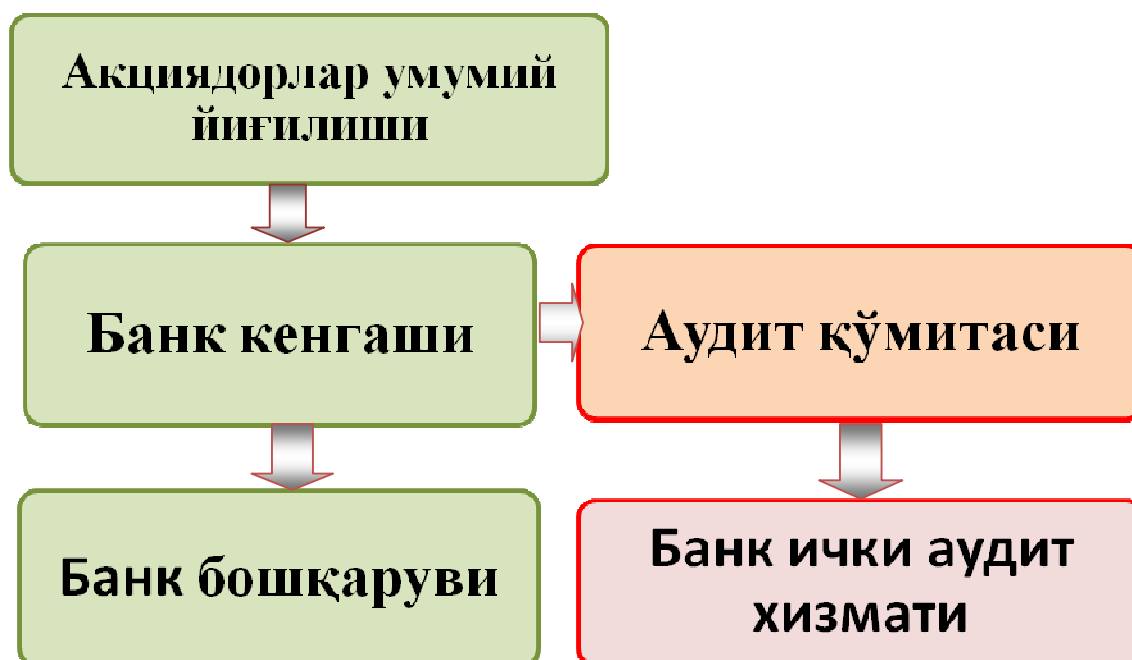 Акциядорлар умумий
йиғилиши
Банк кенгаши
Аудит қўмитаси
Банк бошқаруви
Банк ички аудит
хизмати